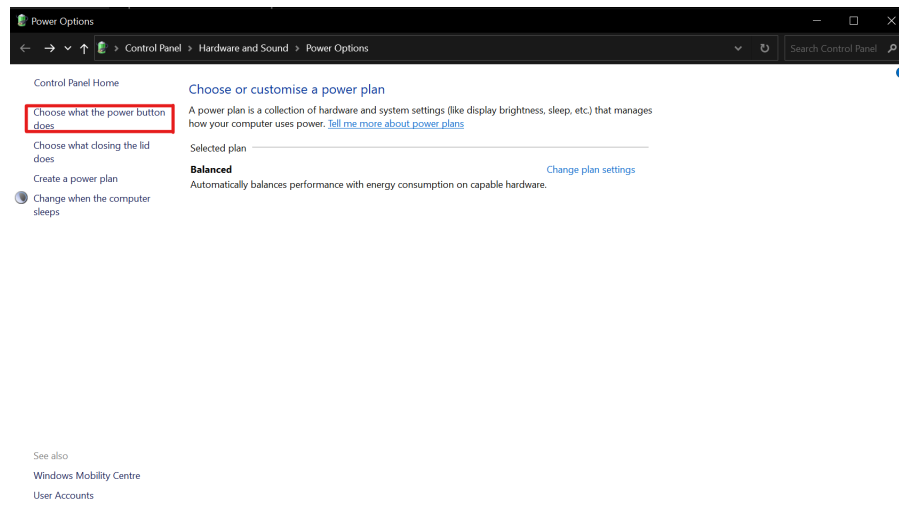 Power Options
Control Panel > Hardware and Sound > Power Options
Search Control Panel
Control Panel Home
Choose what the power button
does
Choose what closing the lid
does
Create a power plan
Change when the computer
sleeps
Choose or customise a power plan
A power plan is a collection of hardware and system settings (like display brightness, sleep, etc.) that manages
how your computer uses power. Tell me more about power plans
Selected plan
Balanced
Change plan settings
Automatically balances performance with energy consumption on capable hardware.
See also
Windows Mobility Centre
User Accounts